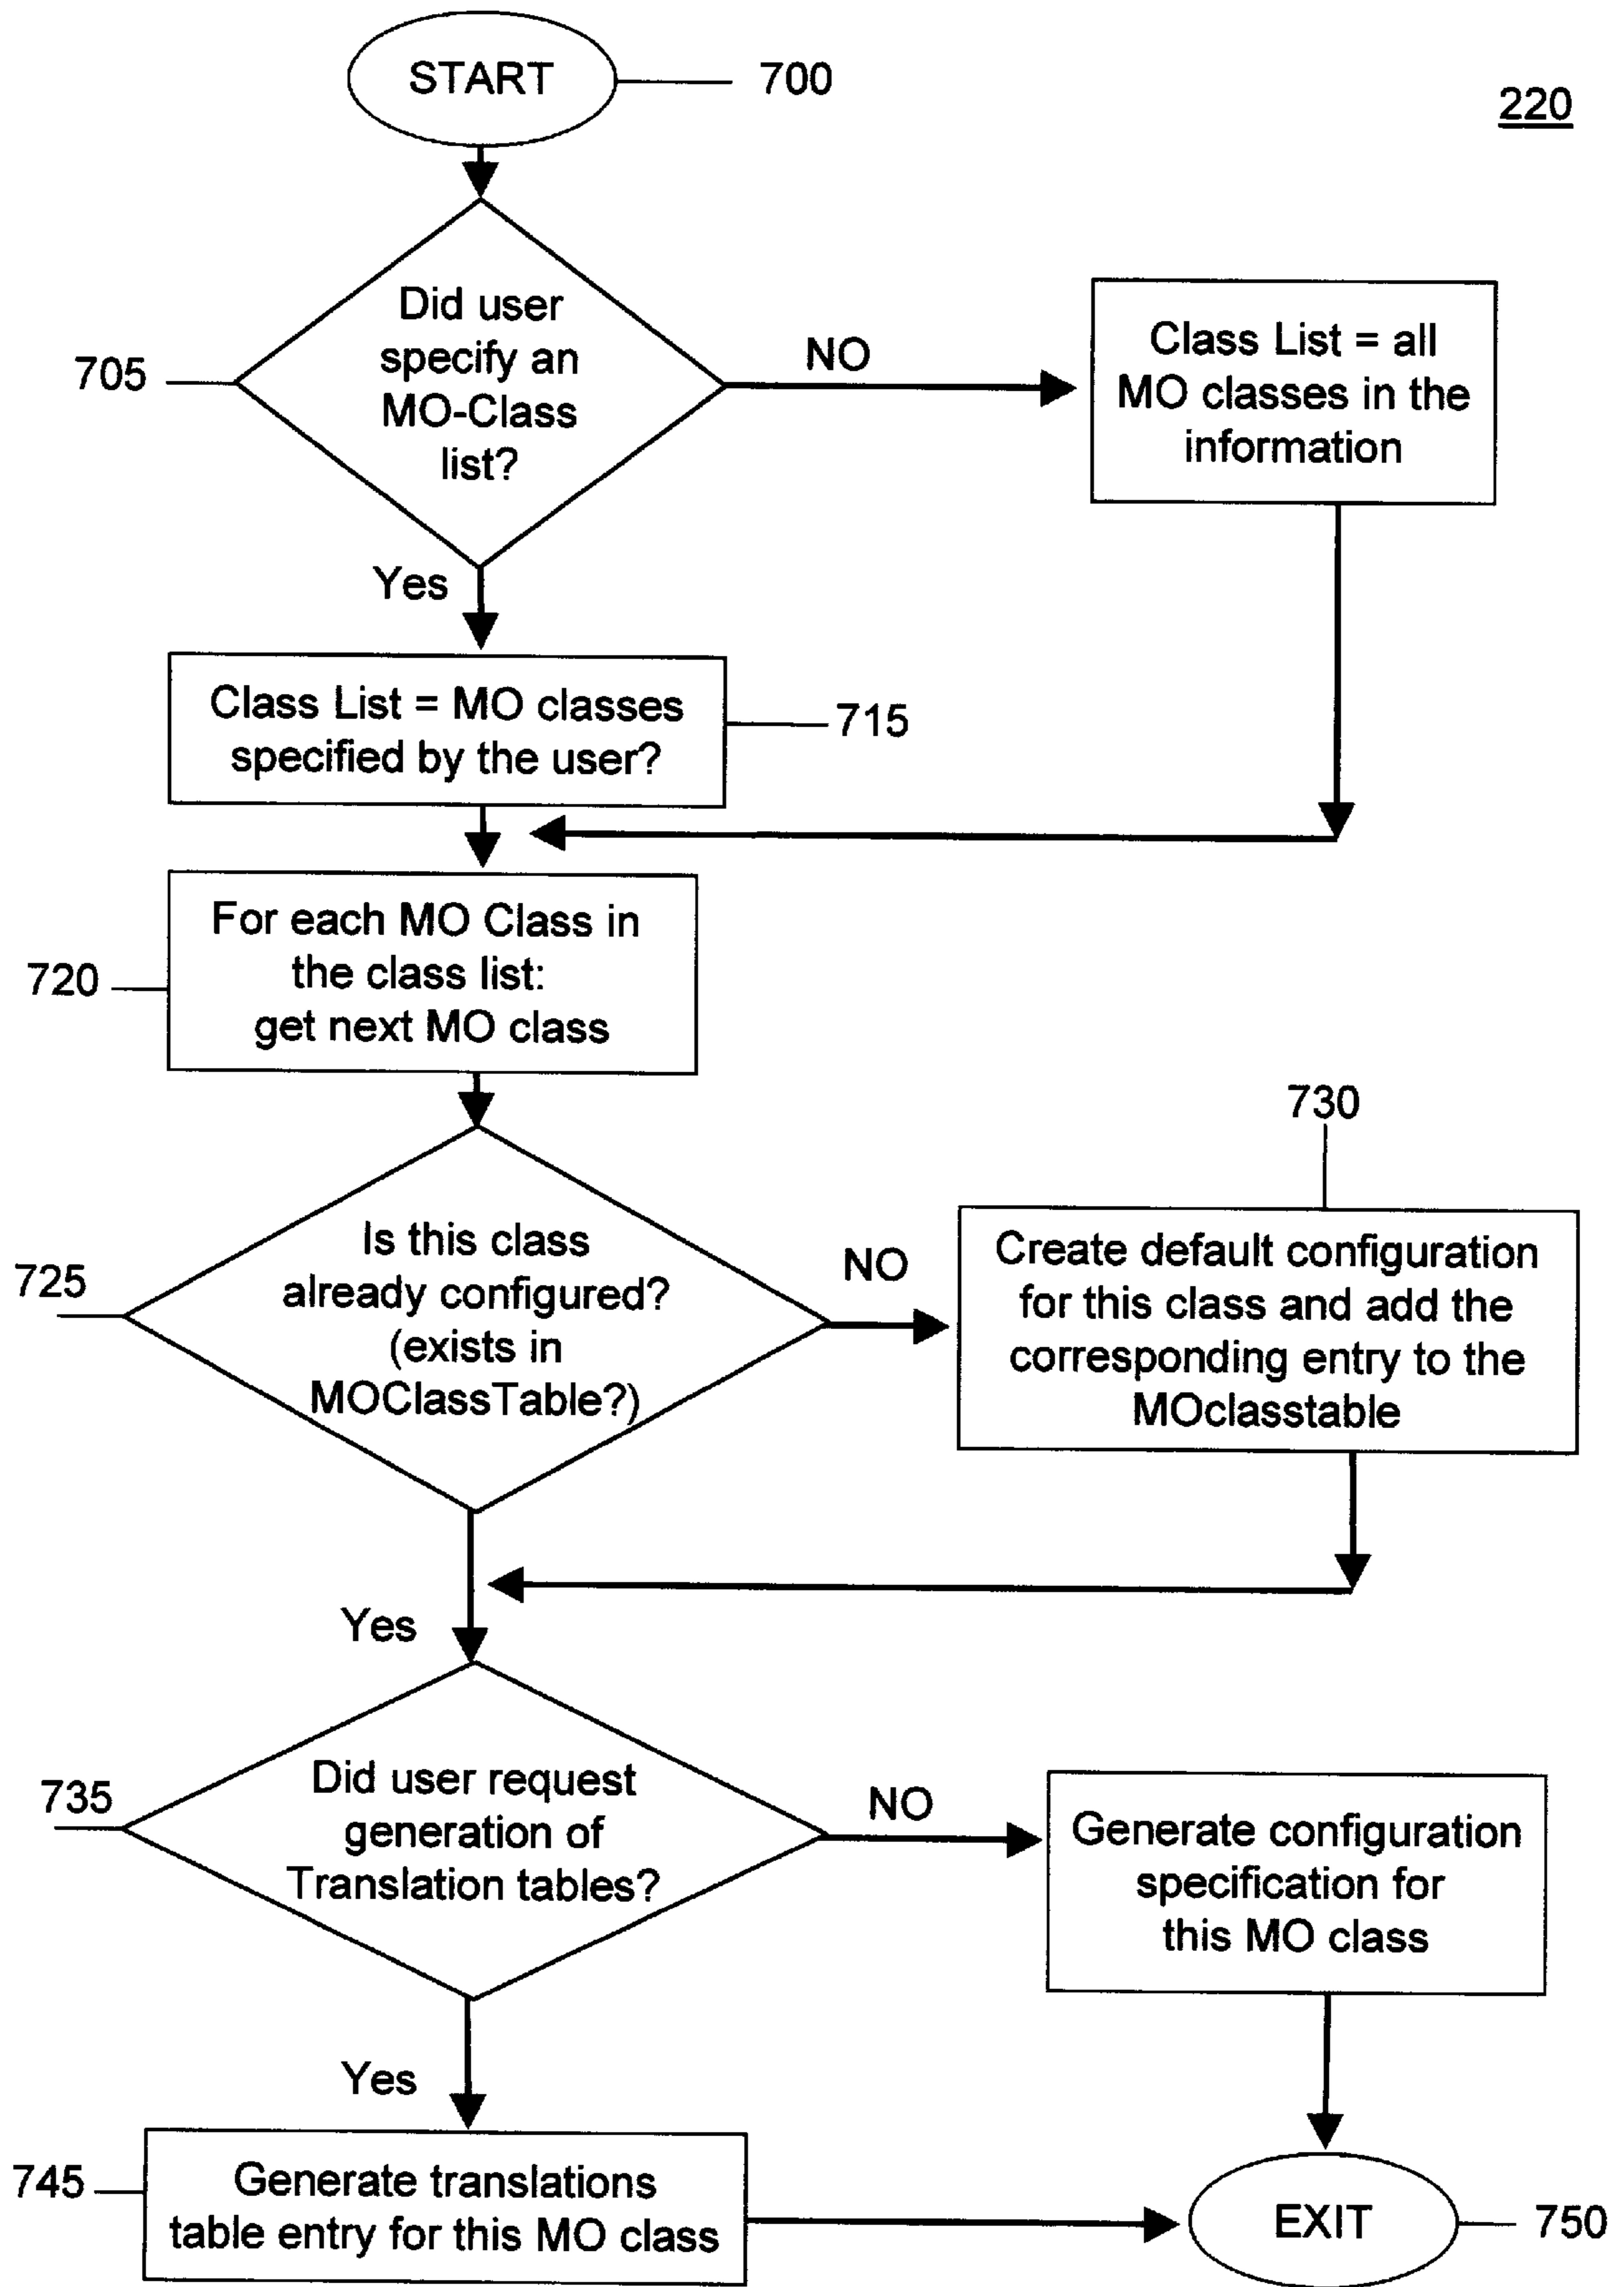 START
700
220
Did user
specify an
MO-Class
list?
705
NO
Class List = all
MO classes in the
information
Yes
Class List = MO classes
specified by the user?
715
For each MO Class in
the class list:
get next MO class
720
730
Is this class
already configured?
(exists in
MOClassTable?)
725
NO
Create default configuration
for this class and add the
corresponding entry to the
MOclasstable
Yes
Did user request
generation of
Translation tables?
735
NO
Generate configuration
specification for
this MO class
Yes
745
Generate translations
table entry for this MO class
EXIT
750